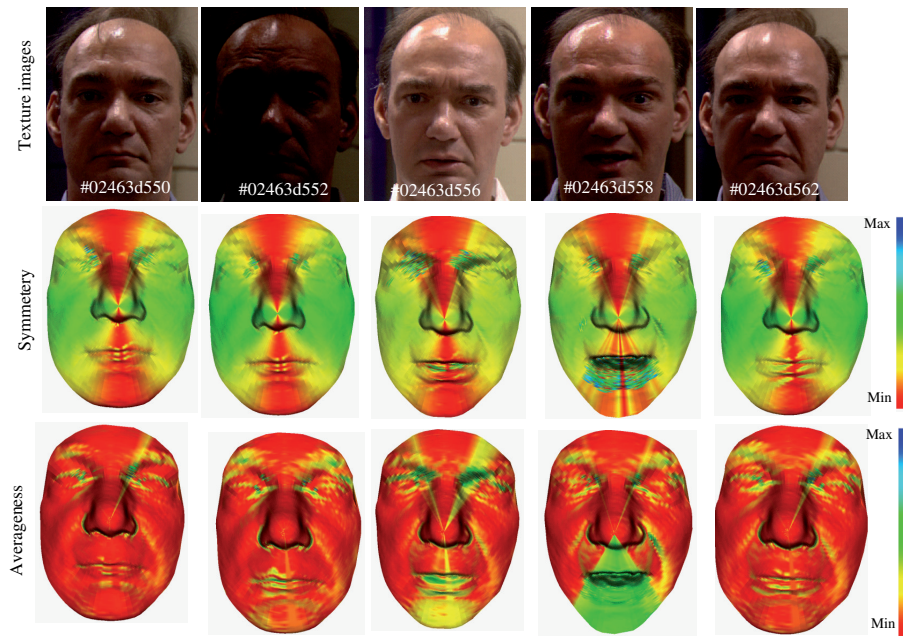 Texture images
#02463d550
#02463d552
#02463d556
#02463d558
#02463d562
Symmetery
Max
Min
Averageness
Max
Min